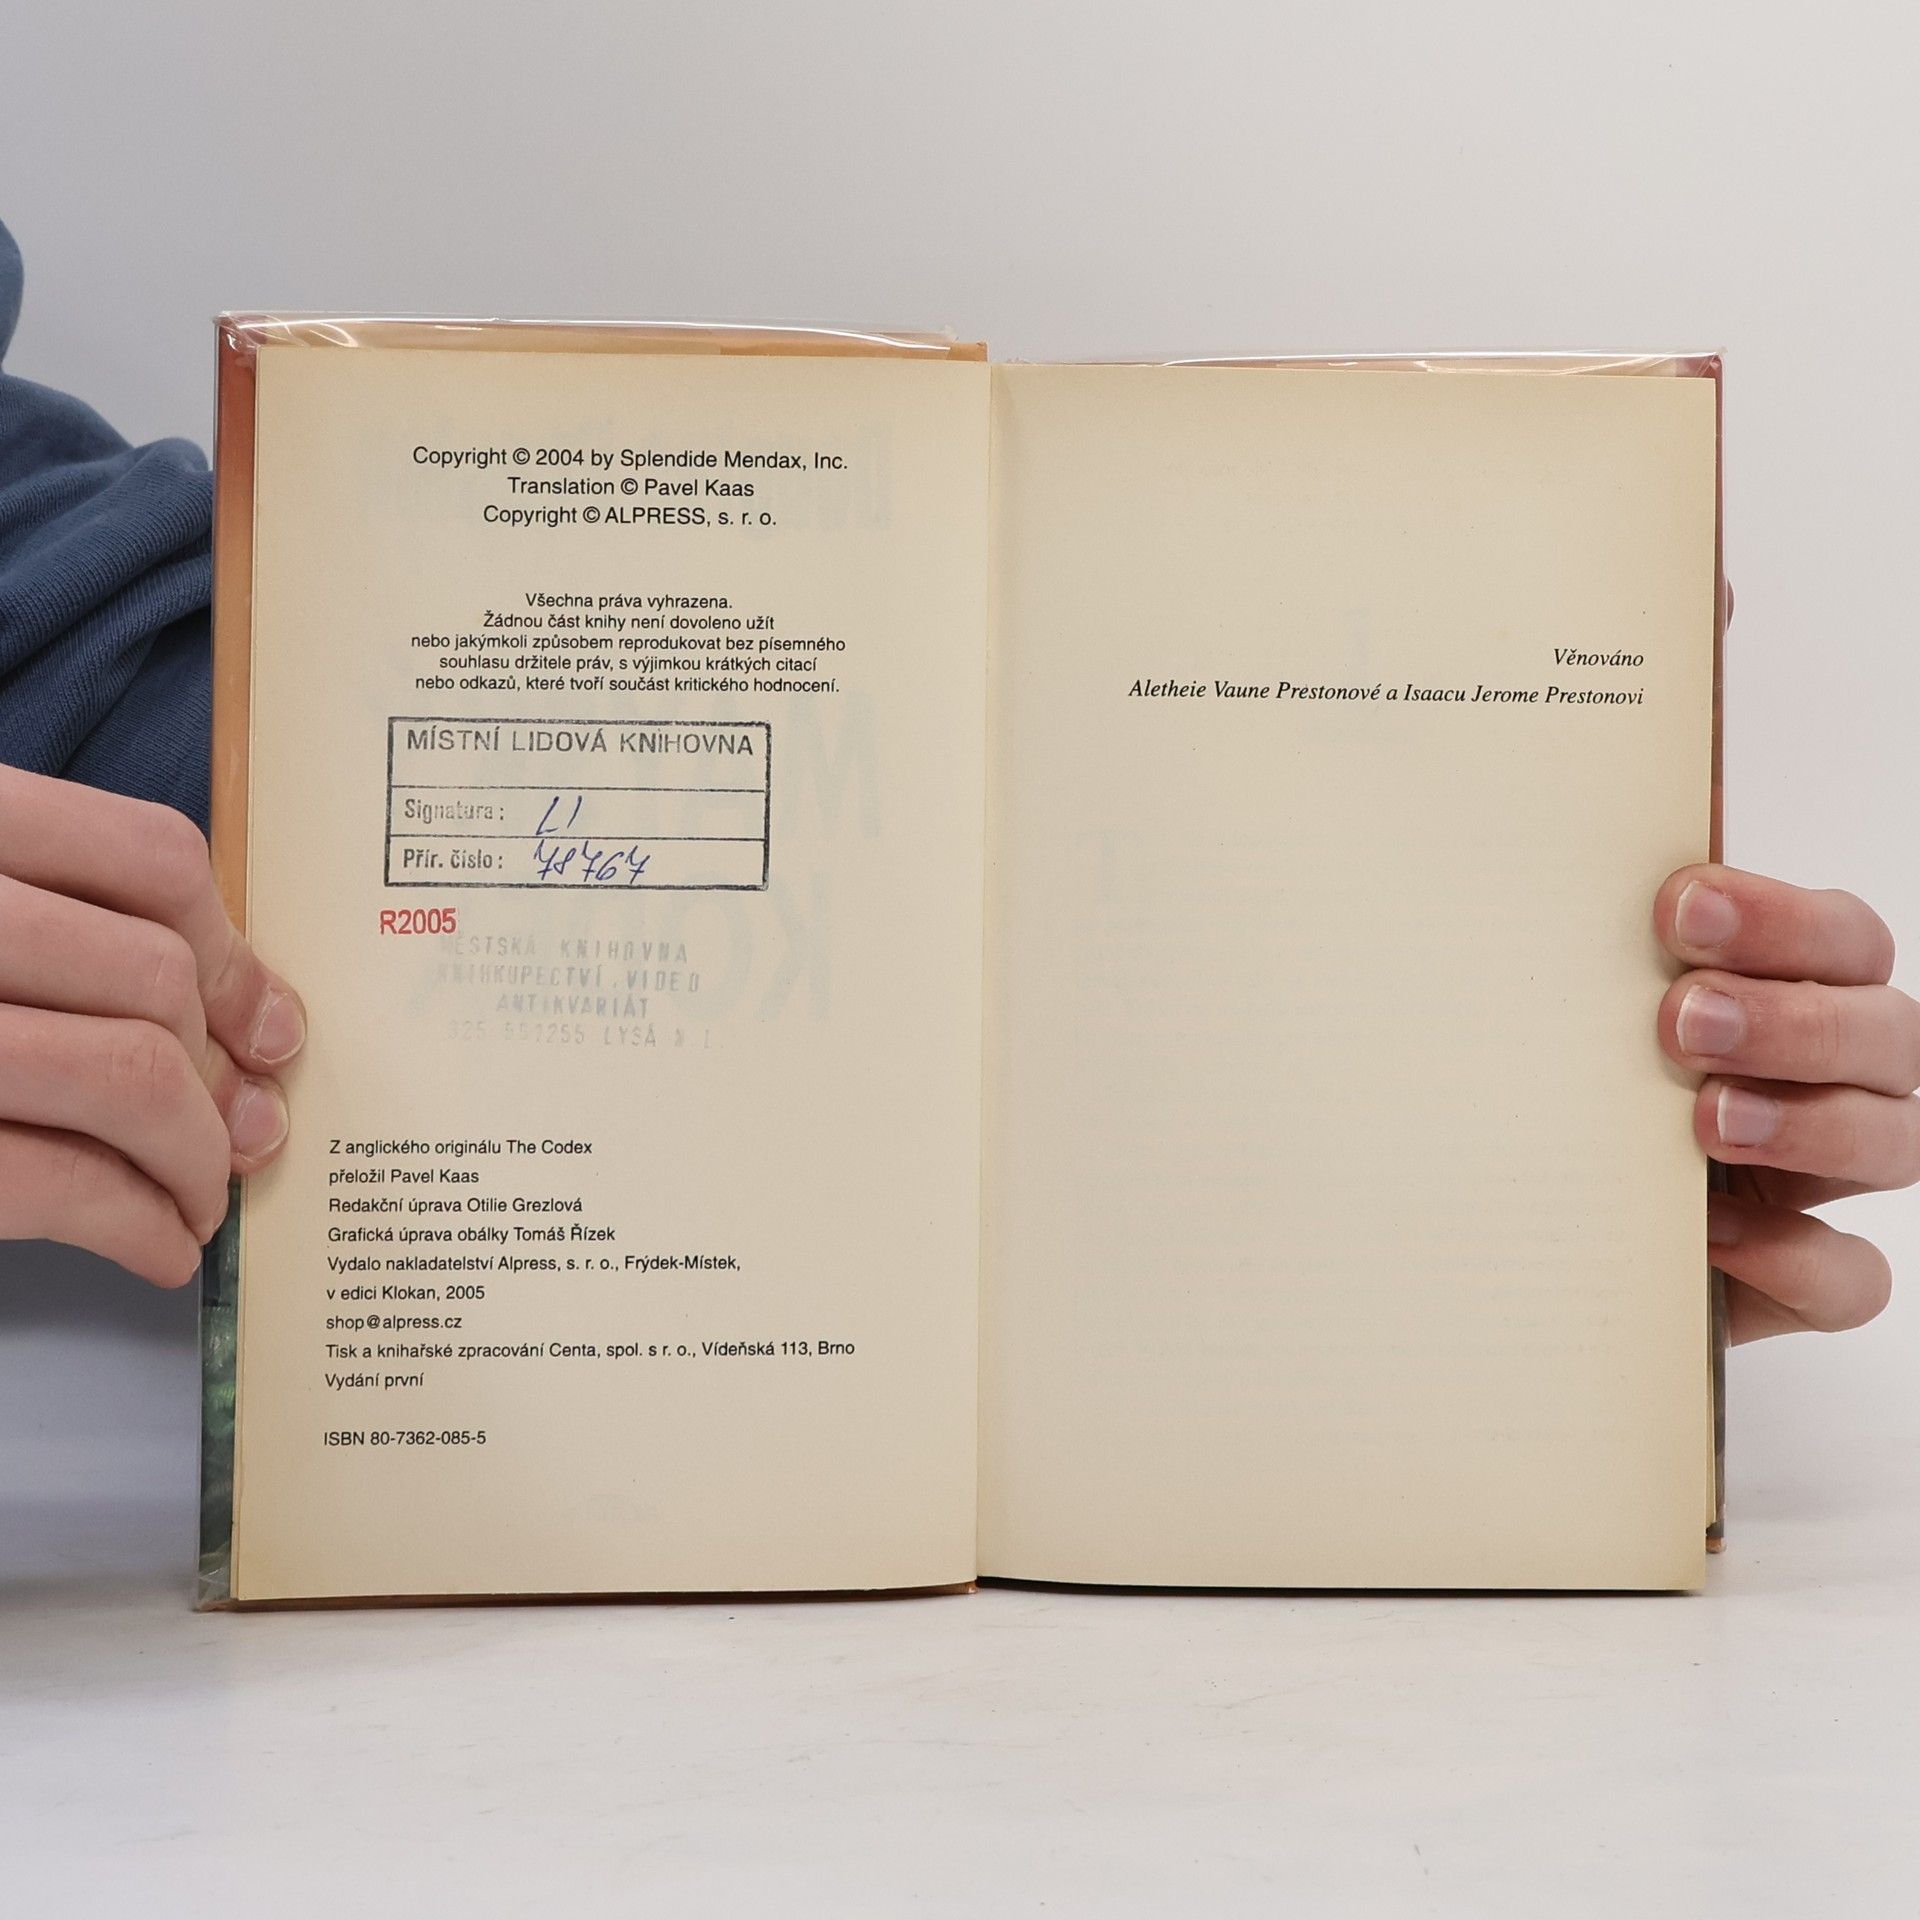 Copyright © 2004 by Splendide Mendax, Inc.
Translation © Pavel Kaas
Copyright © ALPRESS, s. r. o.
Všechna práva vyhrazena.
Žádnou část knihy není dovoleno užít
nebo jakýmkoli způsobem reprodukovat bez písemného
souhlasu držitele práv, s výjimkou krátkých citací
nebo odkazů, které tvoří součást kritického hodnocení.
MÍSTNÍ LIDOVÁ KNIHOVNA
Signatura: L1
Přír. číslo: 78767
R2005
MĚSTSKÁ KNIHOVNA
KNIHKUPECTVÍ, VIDEO
ANTIKVARIÁT
LYSÁ N.L.
Z anglického originálu The Codex
přeložil Pavel Kaas
Redakční úprava Otilie Grezlová
Grafická úprava obálky Tomáš Řízek
Vydalo nakladatelství Alpress, s. r. o., Frýdek-Místek,
v edici Klokan, 2005
shop@alpress.cz
Tisk a knihařské zpracování Centa, spol. s r. o., Vídeňská 113, Brno
Vydání první
ISBN 80-7362-085-5
Věnováno
Aletheie Vaune Prestonové a Isaacu Jerome Prestonovi